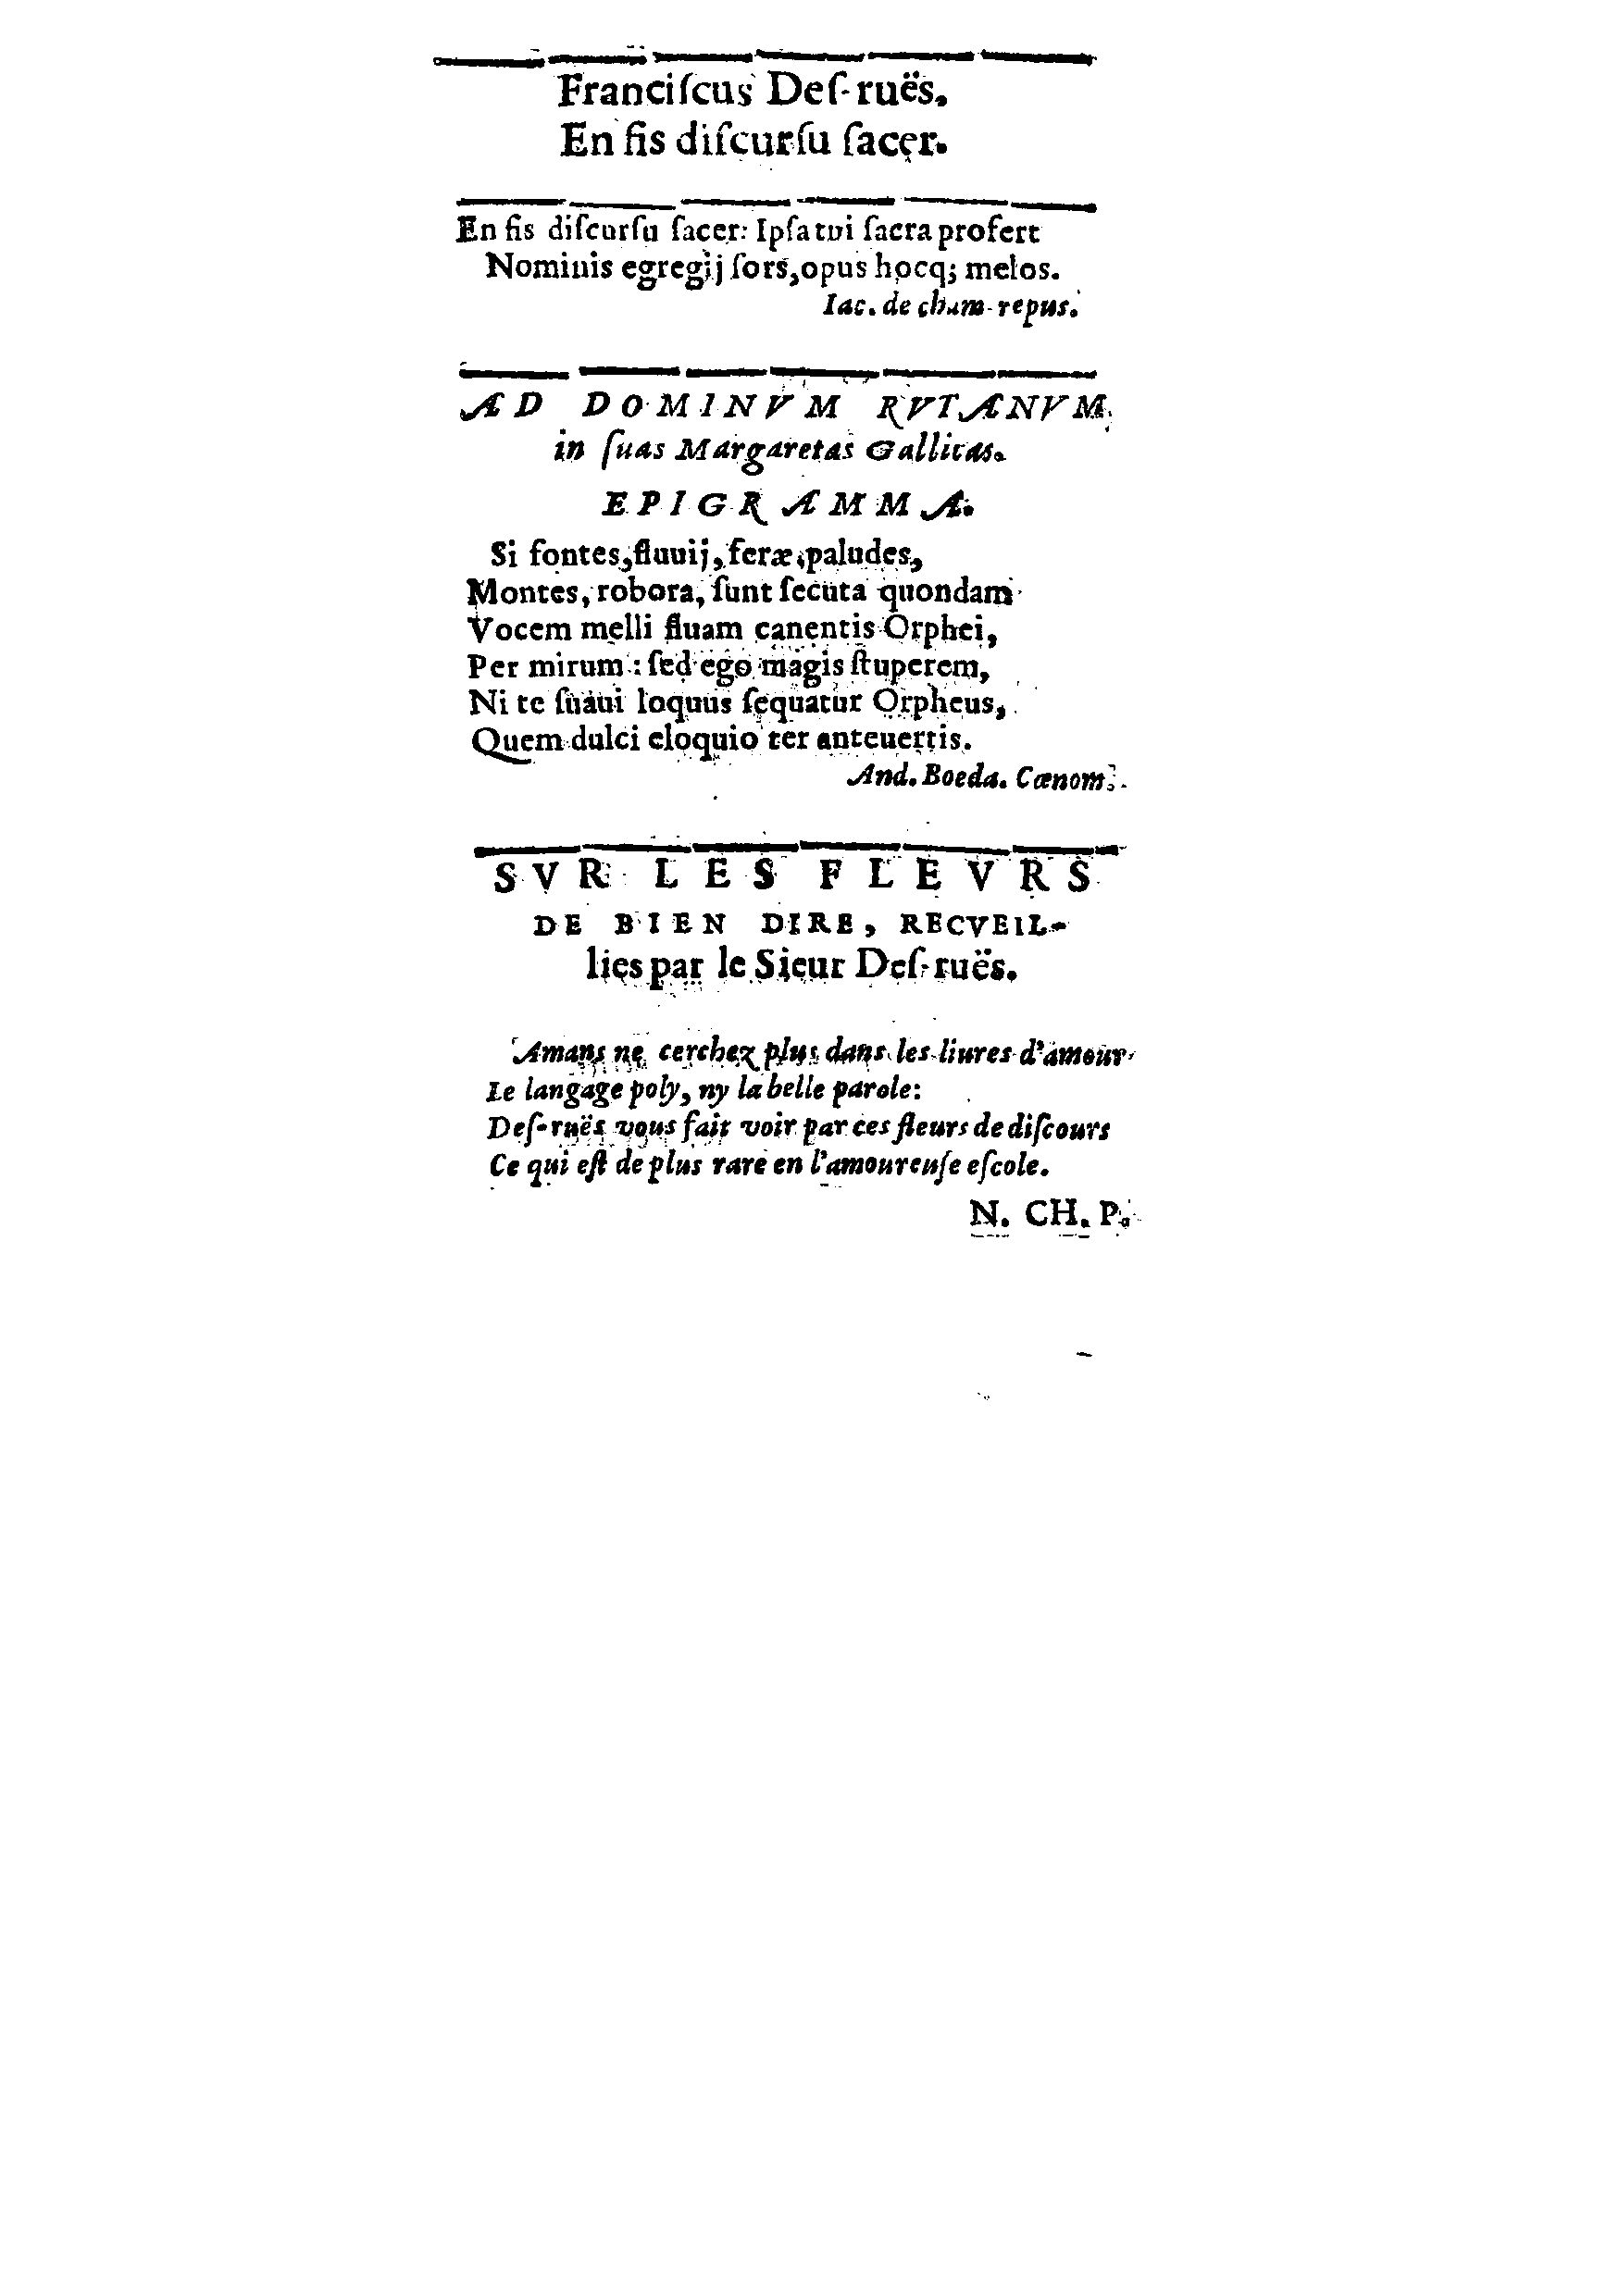 Franciſcus Deſ-ruës.
En ſis diſcurſu ſacer.
En ſis diſcurſu ſacer: Ipſa tui ſacra profert
Nominis egregij ſors, opus hocq; melos.
Iac. de cham-repus.
AD DOMINVM RVTANVM
in ſuas Margaretas Gallicas.
EPIGRAMMA.
Si fontes, fluuij, feræ, paludes,
Montes, robora, ſunt ſecuta quondam
Vocem melli fluam canentis Orphei,
Per mirum: ſed ego magis ſtuperem,
Ni te ſuaui loquus ſequatur Orpheus,
Quem dulci eloquio ter anteuertis.
And. Boeda. Cœnom.
SVR LES FLEVRS
DE BIEN DIRE, RECVEIL-
lies par le Sieur Deſ-ruës.
Amans ne cerchez plus dans les liures d'amour
Le langage poly, ny la belle parole:
Deſ-ruës vous fait voir par ces fleurs de diſcours
Ce qui eſt de plus rare en l'amoureuſe eſcole.
N. CH. P.